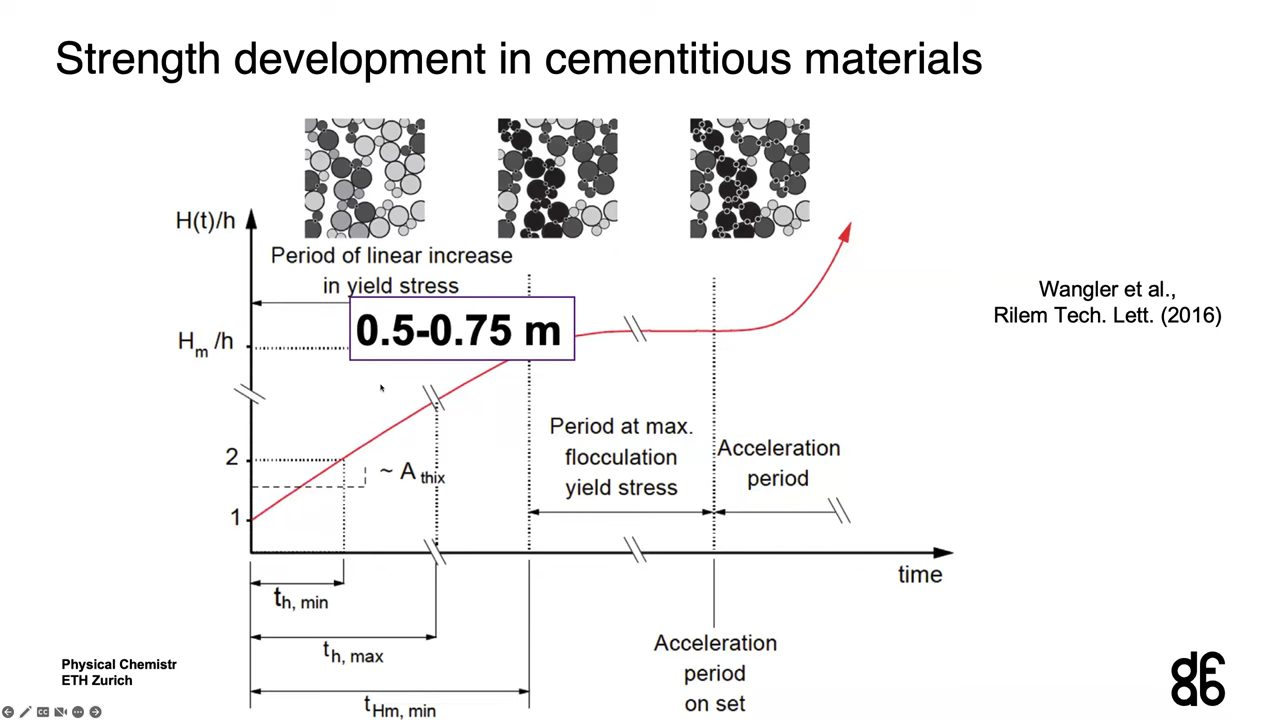 Strength development in cementitious materials
H(t)/h
Period of linear increase
in yield stress
0.5-0.75 m
Hm /h
Wangler et al.,
Rilem Tech. Lett. (2016)
2
~ A thix
1
Period at max.
flocculation
yield stress
Acceleration
period
time
th, min
th, max
tHm, min
Acceleration
period
on set
Physical Chemistr
ETH Zurich